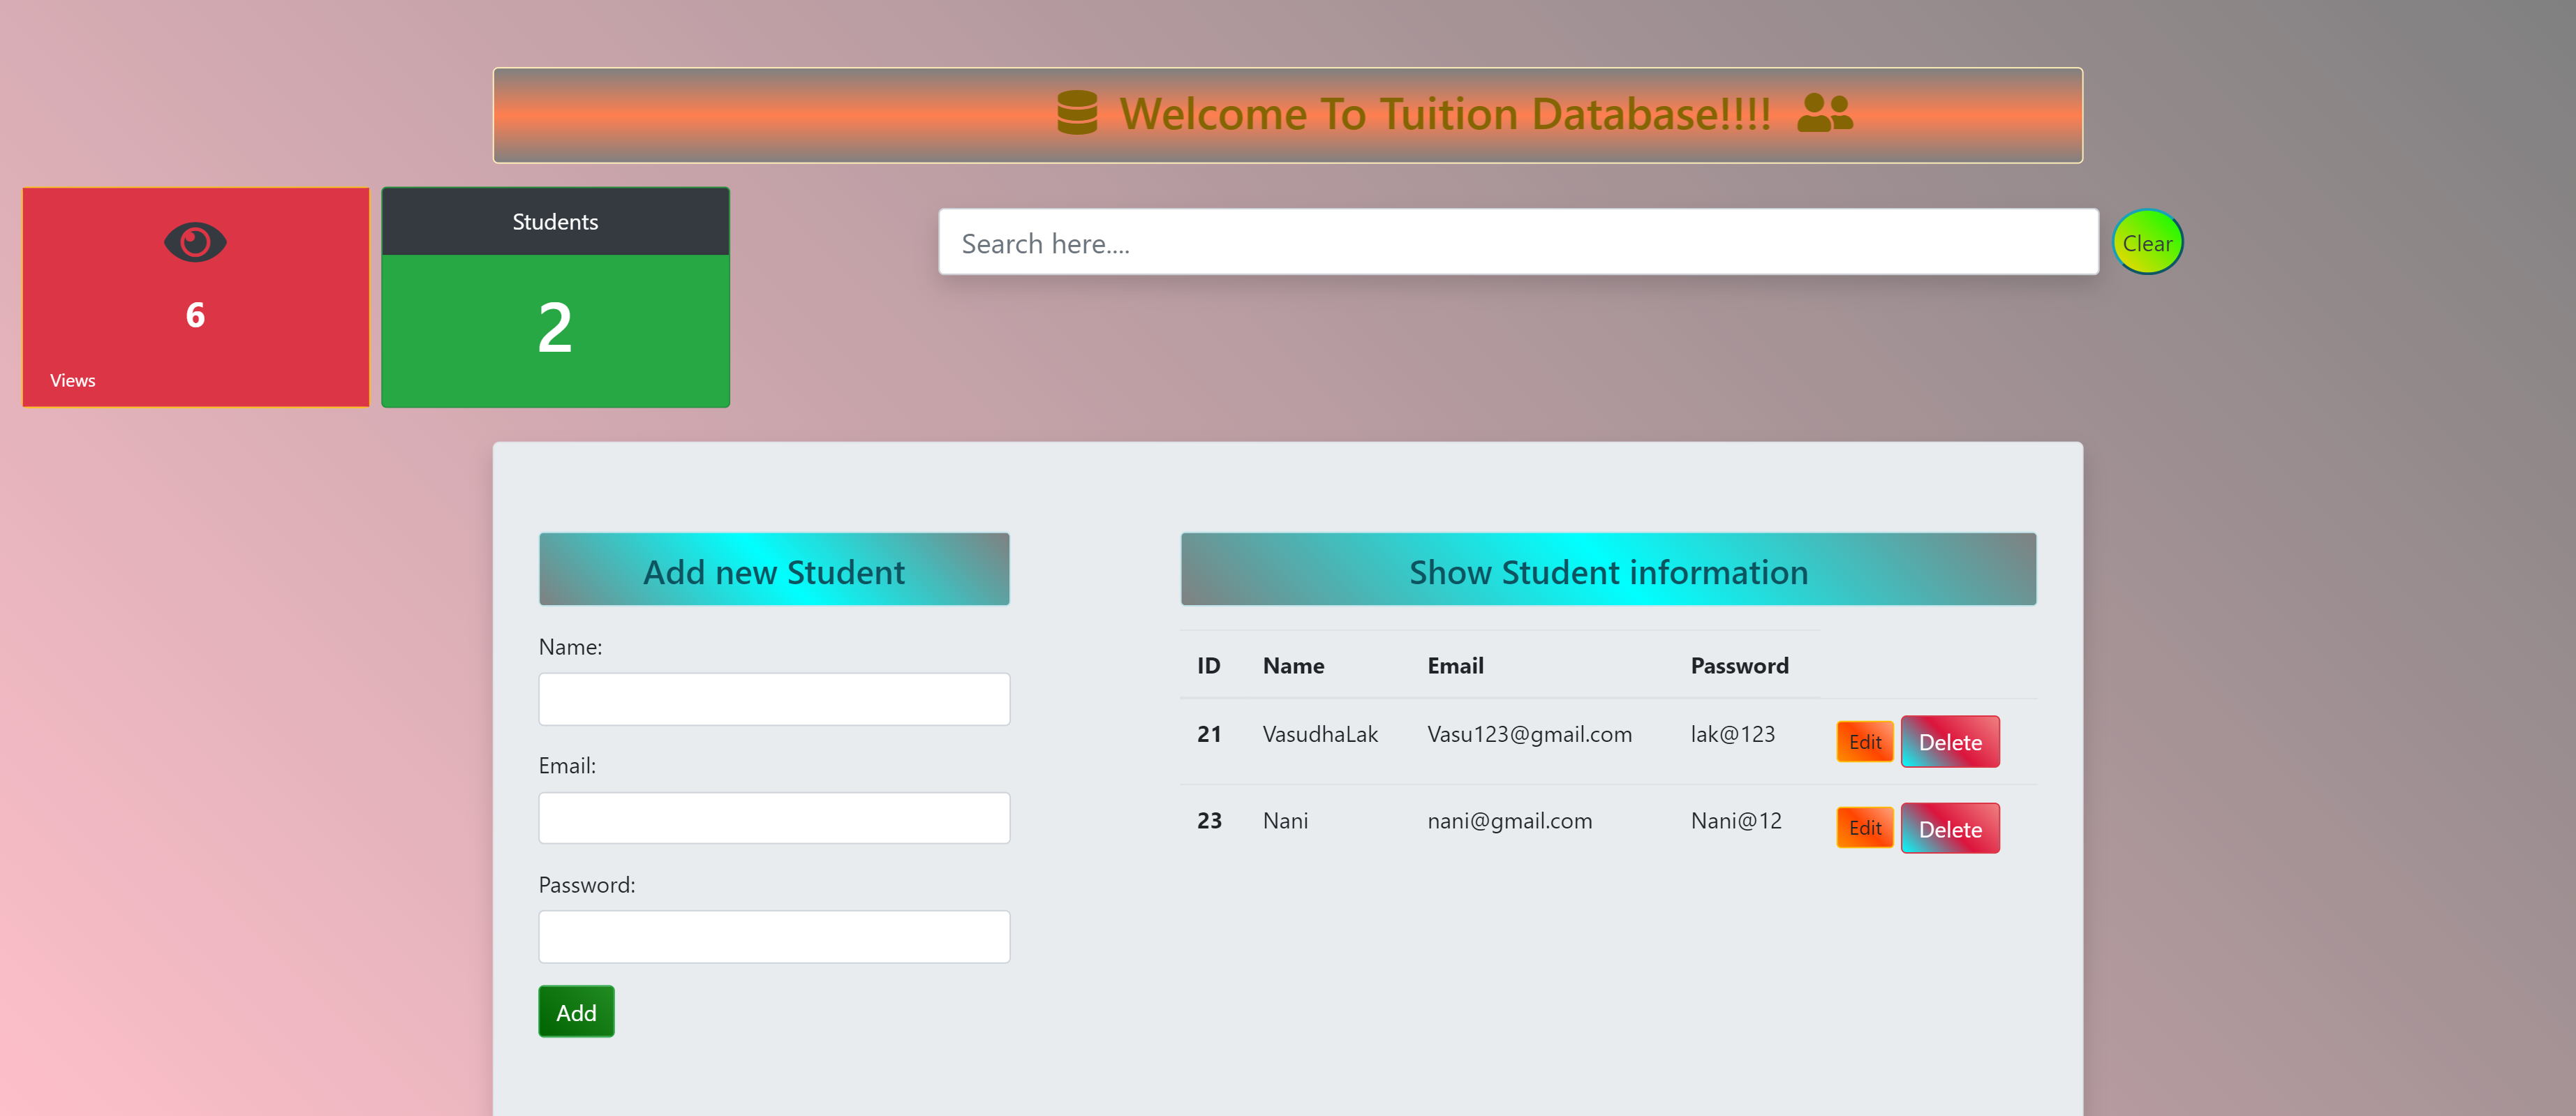 Welcome To Tuition Database!!!!
6
Views
Students
2
Search here....
Clear
Add new Student
Name:
Email:
Password:
Add
Show Student information
ID Name Email Password
21 VasudhaLak Vasu123@gmail.com lak@123 Edit Delete
23 Nani nani@gmail.com Nani@12 Edit Delete